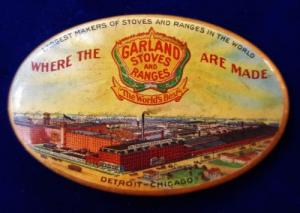 LARGEST MAKERS OF STOVES AND RANGES IN THE WORLD
WHERE THE
GARLAND
STOVES
AND
RANGES
The World's Best
ARE MADE
DETROIT-CHICAGO